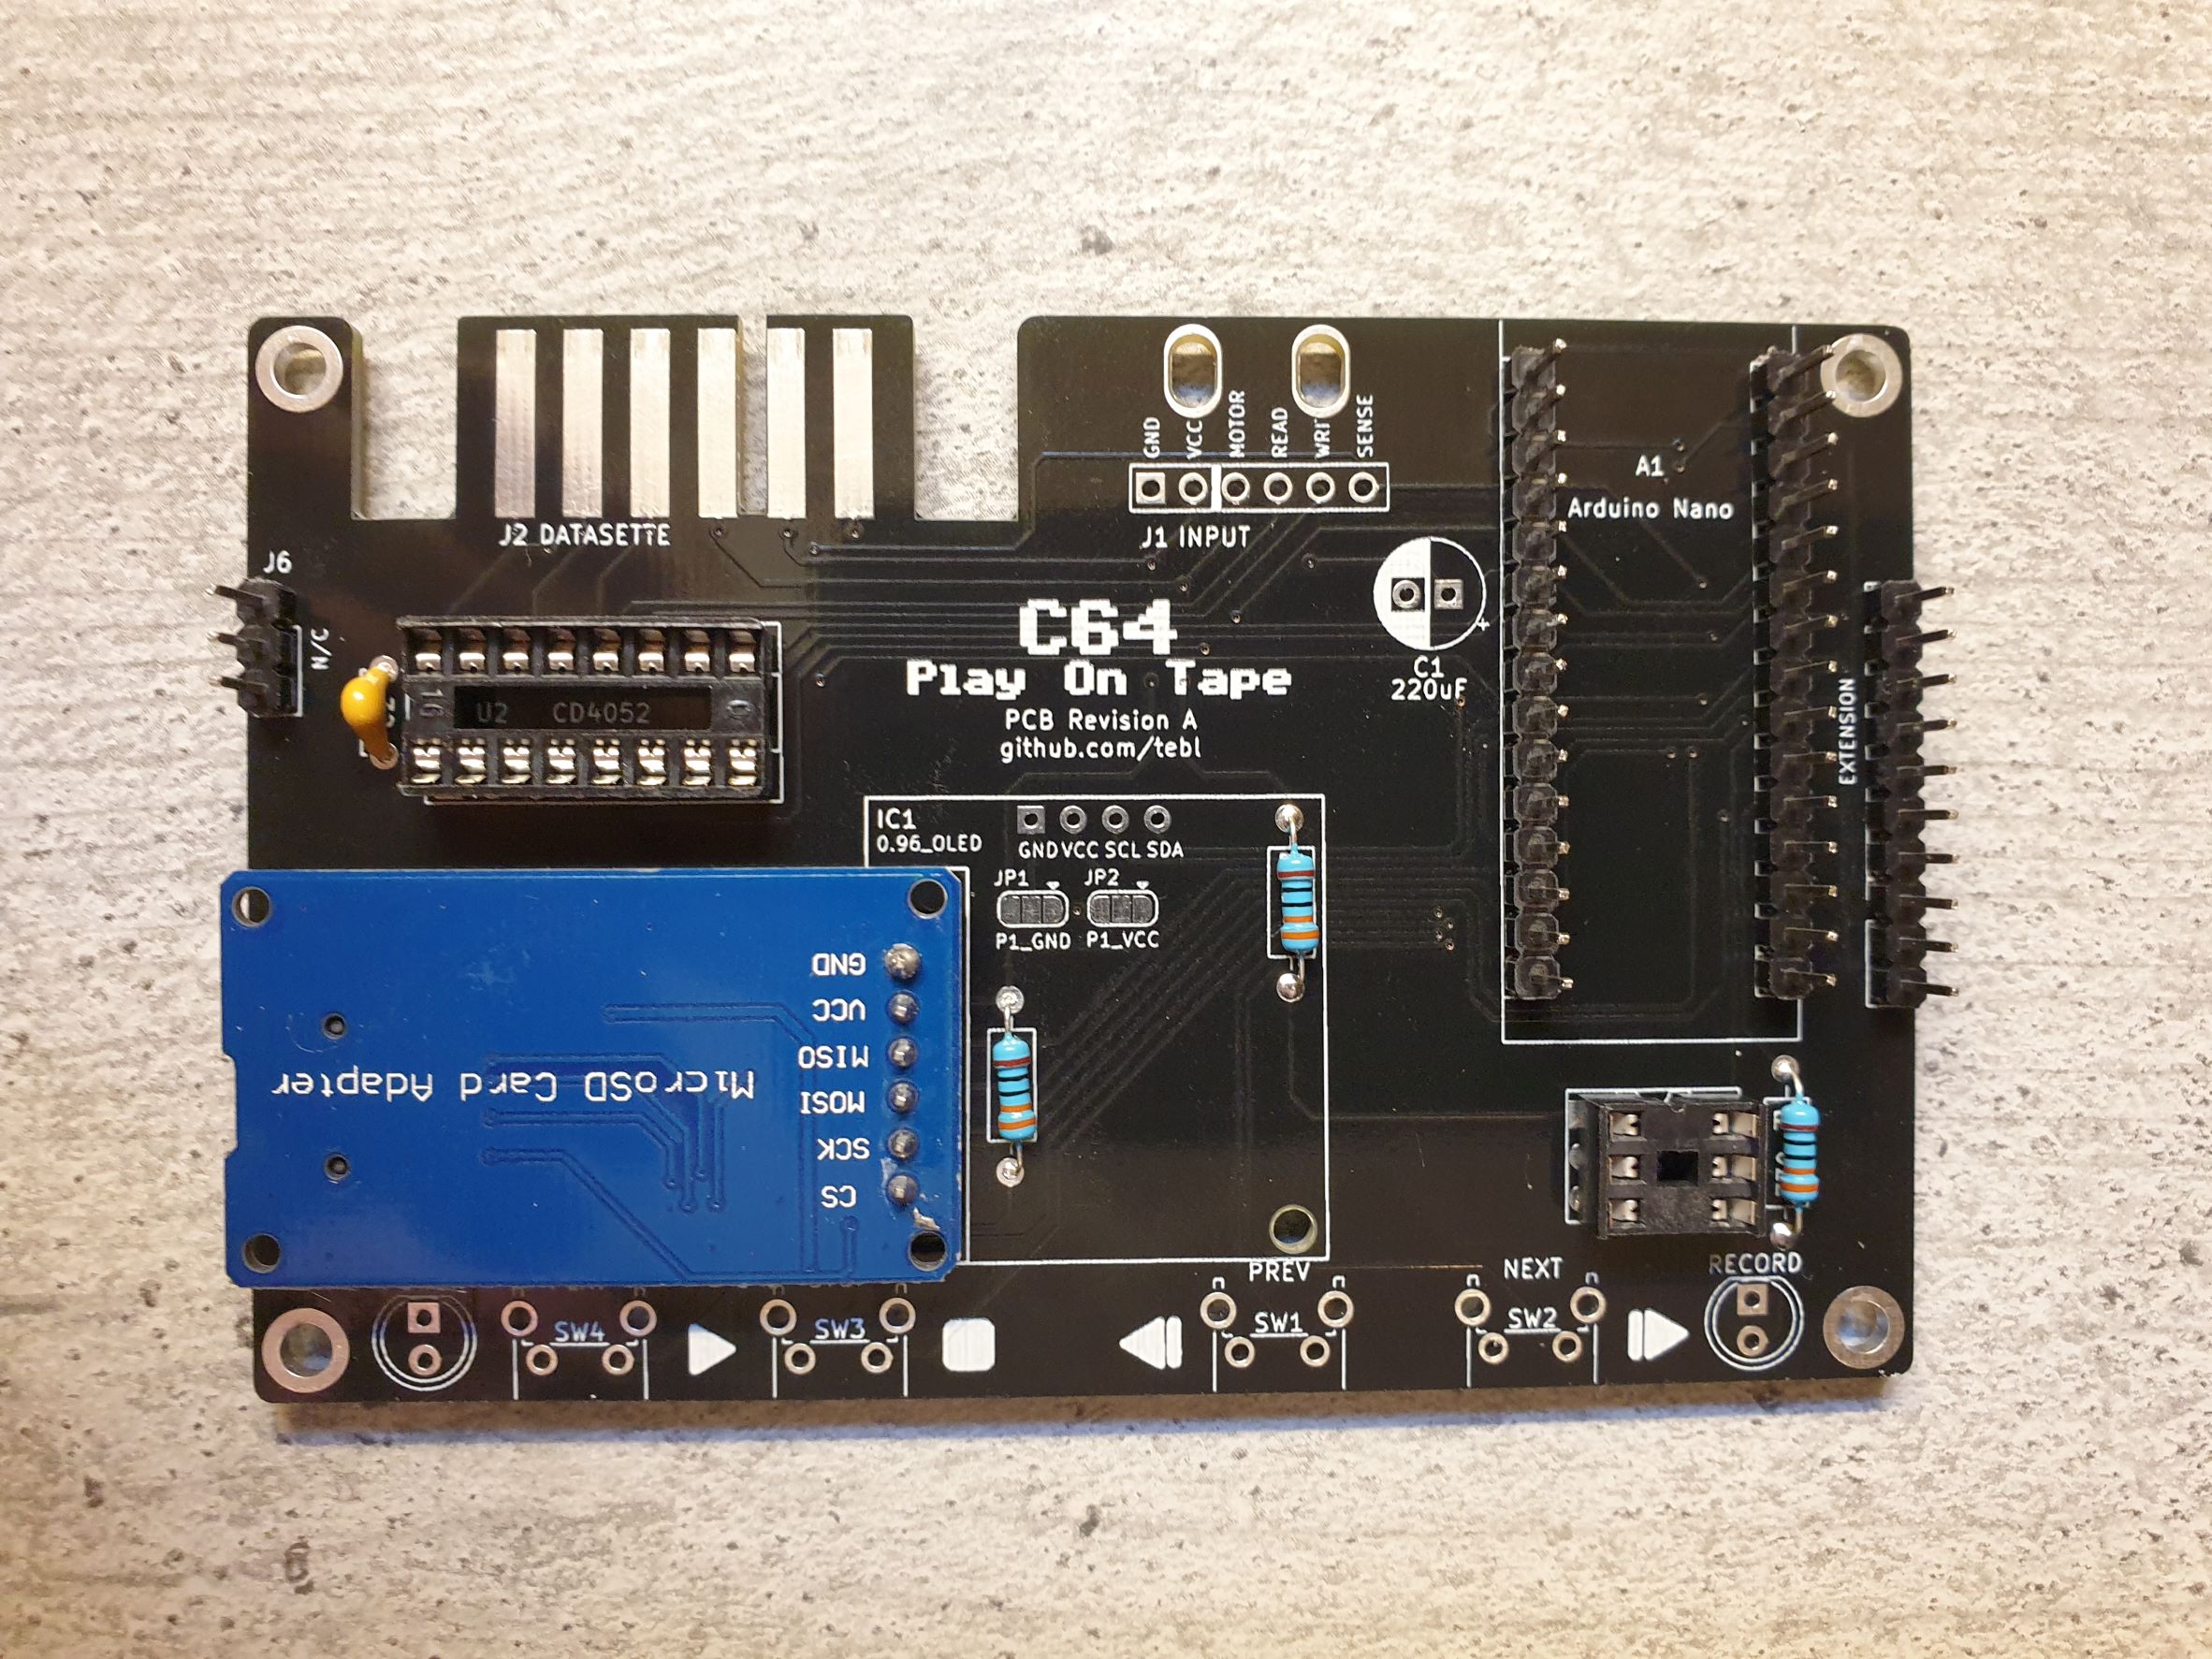 GND
VCC
MOTOR
READ
WRI
SENSE
J2 DATASETTE
J1 INPUT
A1
Arduino Nano
J6
N/C
C64
Play On Tape
PCB Revision A
github.com/tebl
C1
220uF
+
EXTENSION
U2 CD4052
IC1
0.96_OLED
GND VCC SCL SDA
JP1
JP2
P1_GND
P1_VCC
GND
VCC
MISO
MOSI
SCK
CS
MicroSD Card Adapter
PREV
NEXT
RECORD
SW4
SW3
SW1
SW2